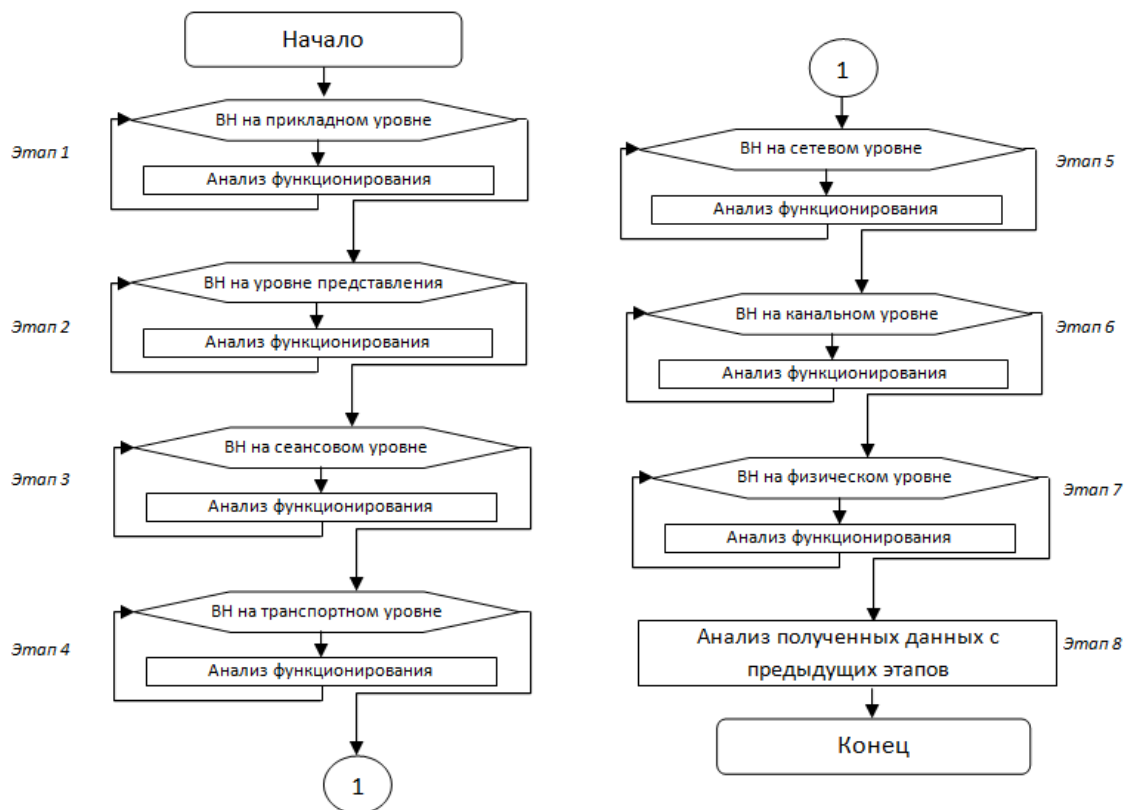 Начало
ВН на прикладном уровне
Этап 1
Анализ функционирования
ВН на уровне представления
Этап 2
Анализ функционирования
ВН на сеансовом уровне
Этап 3
Анализ функционирования
ВН на транспортном уровне
Этап 4
Анализ функционирования
1
1
ВН на сетевом уровне
Этап 5
Анализ функционирования
ВН на канальном уровне
Этап 6
Анализ функционирования
ВН на физическом уровне
Этап 7
Анализ функционирования
Анализ полученных данных с
предыдущих этапов
Этап 8
Конец